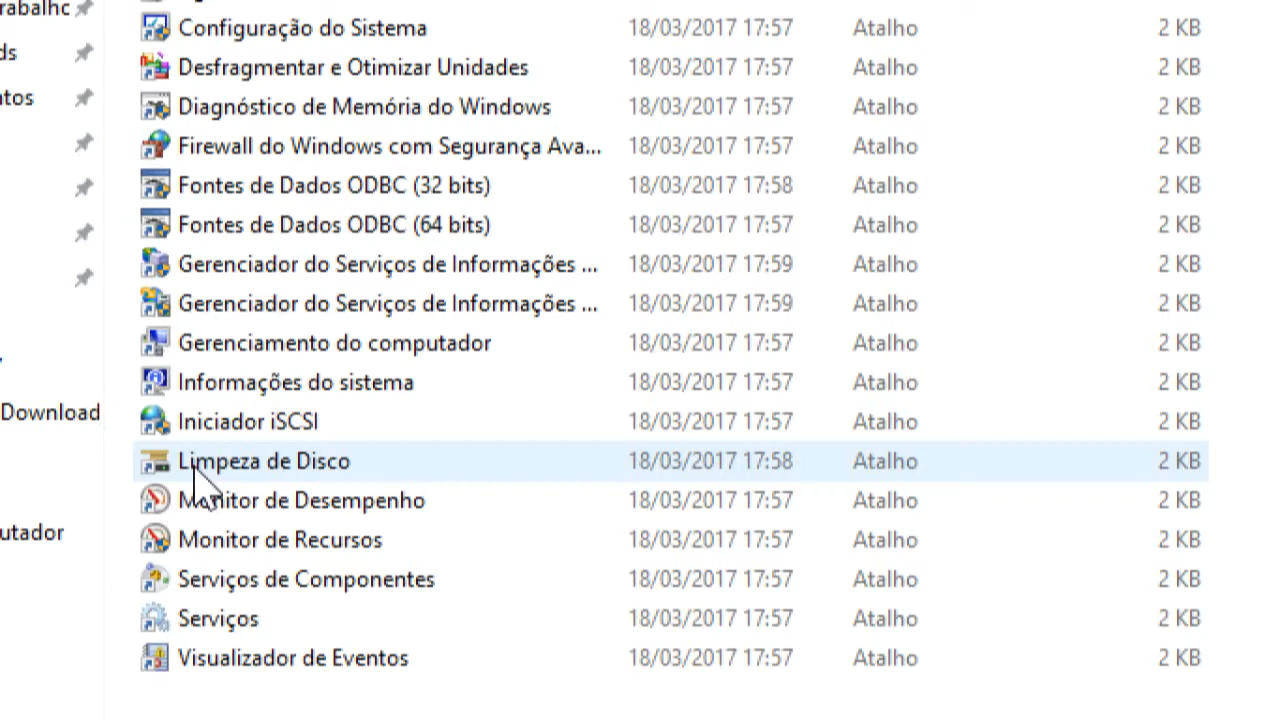 rabalhc
Configuração do Sistema 18/03/2017 17:57 Atalho 2 KB
ds
Desfragmentar e Otimizar Unidades 18/03/2017 17:57 Atalho 2 KB
ntos
Diagnóstico de Memória do Windows 18/03/2017 17:57 Atalho 2 KB
Firewall do Windows com Segurança Ava... 18/03/2017 17:57 Atalho 2 KB
Fontes de Dados ODBC (32 bits) 18/03/2017 17:58 Atalho 2 KB
Fontes de Dados ODBC (64 bits) 18/03/2017 17:57 Atalho 2 KB
Gerenciador do Serviços de Informações ... 18/03/2017 17:59 Atalho 2 KB
Gerenciador do Serviços de Informações ... 18/03/2017 17:59 Atalho 2 KB
Gerenciamento do computador 18/03/2017 17:57 Atalho 2 KB
Informações do sistema 18/03/2017 17:57 Atalho 2 KB
Download
Iniciador iSCSI 18/03/2017 17:57 Atalho 2 KB
Limpeza de Disco 18/03/2017 17:58 Atalho 2 KB
Monitor de Desempenho 18/03/2017 17:57 Atalho 2 KB
utador
Monitor de Recursos 18/03/2017 17:57 Atalho 2 KB
Serviços de Componentes 18/03/2017 17:57 Atalho 2 KB
Serviços 18/03/2017 17:57 Atalho 2 KB
Visualizador de Eventos 18/03/2017 17:57 Atalho 2 KB